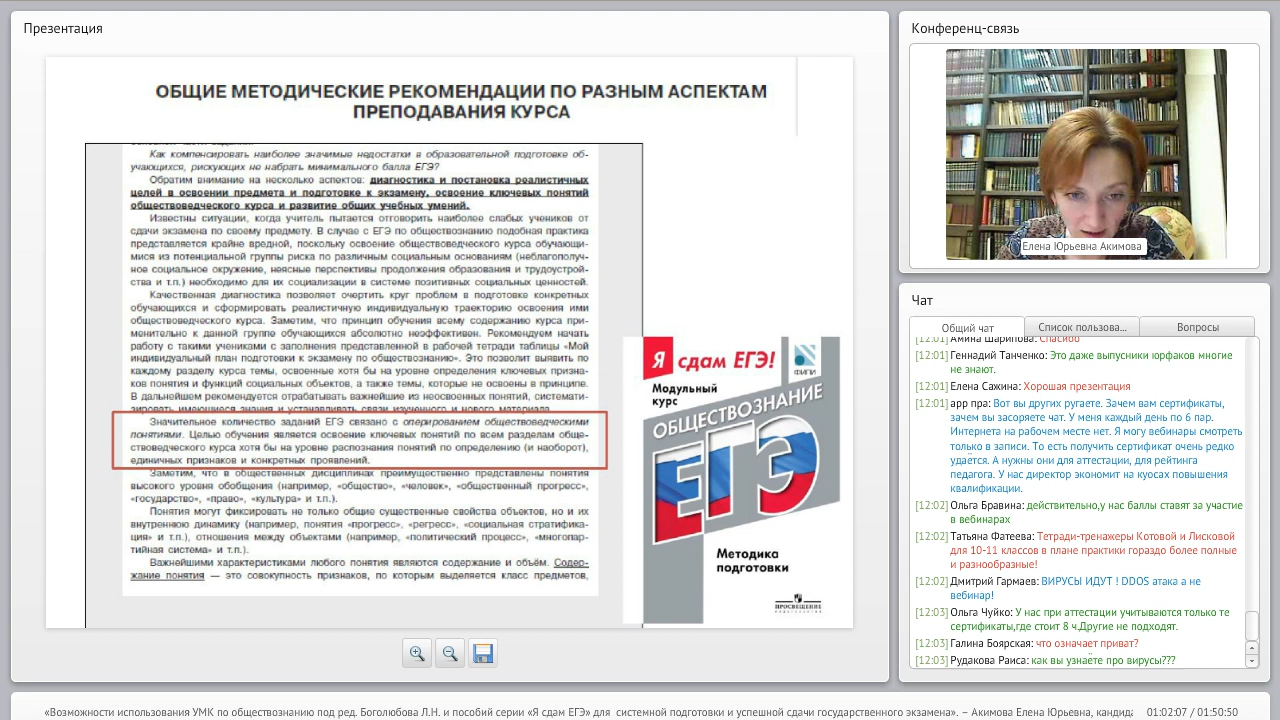 Презентация
ОБЩИЕ МЕТОДИЧЕСКИЕ РЕКОМЕНДАЦИИ ПО РАЗНЫМ АСПЕКТАМ
ПРЕПОДАВАНИЯ КУРСА
Как компенсировать наиболее значимые недостатки в образовательной подготовке об-
учающихся, рискующих не набрать минимального балла ЕГЭ?
Обратим внимание на несколько аспектов: диагностика и постановка реалистичных
целей в освоении предмета и подготовке к экзамену, освоение ключевых понятий
обществоведческого курса и развитие общих учебных умений.
Известны ситуации, когда учитель пытается отговорить наиболее слабых учеников от
сдачи экзамена по своему предмету. В случае с ЕГЭ по обществознанию подобная практика
представляется крайне вредной, поскольку освоение обществоведческого курса обучающи-
мися из потенциальной группы риска по различным социальным основаниям (неблагополуч-
ное социальное окружение, неясные перспективы продолжения образования и трудоустрой-
ства и т.п.) необходимо для их социализации в системе позитивных социальных ценностей.
Качественная диагностика позволяет очертить круг проблем в подготовке конкретных
обучающихся и сформировать реалистичную индивидуальную траекторию освоения ими
обществоведческого курса. Заметим, что принцип обучения всему содержанию курса при-
менительно к данной группе обучающихся абсолютно неэффективен. Рекомендуем начать
работу с такими учениками с заполнения представленной в рабочей тетради таблицы «Мой
индивидуальный план подготовки к экзамену по обществознанию». Это позволит выявить по
каждому разделу курса темы, освоенные хотя бы на уровне определения ключевых призна-
ков понятия и функций социальных объектов, а также темы, которые не освоены в принципе.
В дальнейшем рекомендуется отрабатывать важнейшие из неосвоенных понятий, системати-
зировать имеющиеся знания и устанавливать связи изученного и нового материала.
Значительное количество заданий ЕГЭ связано с оперированием обществоведческими
понятиями. Целью обучения является освоение ключевых понятий по всем разделам обще-
ствоведческого курса хотя бы на уровне распознания понятий по определению (и наоборот),
единичных признаков и конкретных проявлений.
Заметим, что в общественных дисциплинах преимущественно представлены понятия
высокого уровня обобщения (например, «общество», «человек», «общественный прогресс»,
«государство», «право», «культура» и т.п.).
Понятия могут фиксировать не только общие существенные свойства объектов, но и их
внутреннюю динамику (например, понятия «прогресс», «регресс», «социальная стратифика-
ция» и т.п.), отношения между объектами (например, «политический процесс», «многопар-
тийная система» и т.п.).
Важнейшими характеристиками любого понятия являются содержание и объём. Содер-
жание понятия — это совокупность признаков, по которым выделяется класс предметов,
Я сдам ЕГЭ!
ФИПИ
Модульный
курс
ОБЩЕСТВОЗНАНИЕ
ЕГЭ
Методика
подготовки
ПРОСВЕЩЕНИЕ
Конференц-связь
Елена Юрьевна Акимова
Чат
Общий чат
Список пользова...
Вопросы
[12:01] Амина Шарипова: Спасибо
[12:01] Геннадий Танченко: Это даже выпускники юрфаков многие
не знают.
[12:01] Елена Сахина: Хорошая презентация
[12:01] арр пра: Вот вы других ругаете. Зачем вам сертификаты,
зачем вы засоряете чат. У меня каждый день по 6 пар.
Интернета на рабочем месте нет. Я могу вебинары смотреть
только в записи. То есть получить сертификат очень редко
удается. А нужны они для аттестации, для рейтинга
педагога. У нас директор экономит на куосах повышения
квалификации.
[12:02] Ольга Бравина: действительно,у нас баллы ставят за участие
в вебинарах
[12:02] Татьяна Фатеева: Тетради-тренажеры Котовой и Лисковой
для 10-11 классов в плане практики гораздо более полные
и разнообразные!
[12:02] Дмитрий Гармаев: ВИРУСЫ ИДУТ ! DDOS атака а не
вебинар!
[12:03] Ольга Чуйко: У нас при аттестации учитываются только те
сертификаты,где стоит 8 ч.Другие не подходят.
[12:03] Галина Боярская: что означает приват?
[12:03] Рудакова Раиса: как вы узнаёте про вирусы???
«Возможности использования УМК по обществознанию под ред. Боголюбова Л.Н. и пособий серии «Я сдам ЕГЭ» для системной подготовки и успешной сдачи государственного экзамена». – Акимова Елена Юрьевна, кандида
01:02:07 / 01:50:50